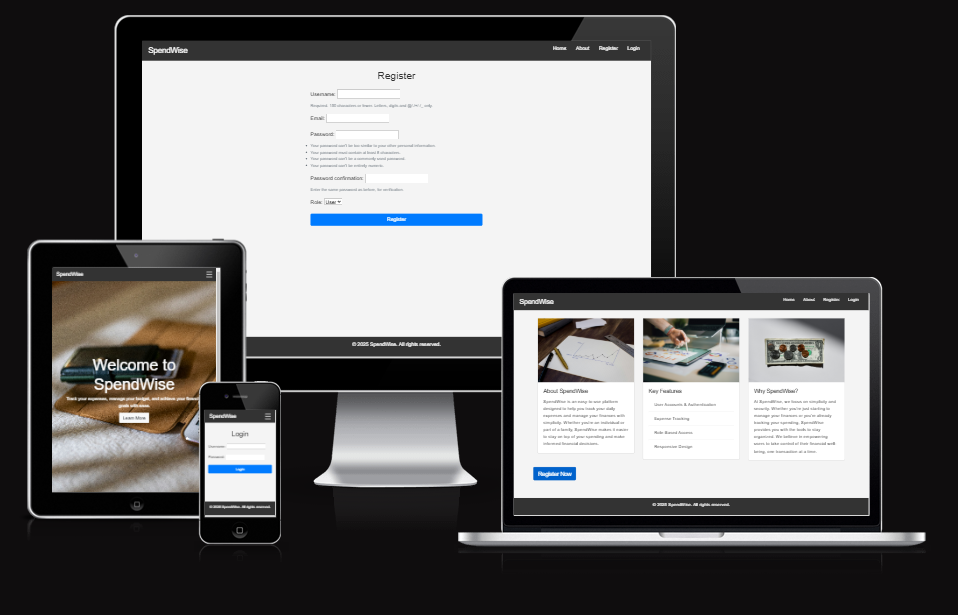 SpendWise
Home About Register Login
Register
Username:
Required. 150 characters or fewer. Letters, digits and @/./+/-/_ only.
Email:
Password:
Your password can't be too similar to your other personal information.
Your password must contain at least 8 characters.
Your password can't be a commonly used password.
Your password can't be entirely numeric.
Password confirmation:
Enter the same password as before, for verification.
Role: User
Register
© 2025 SpendWise. All rights reserved.
SpendWise
Welcome to
SpendWise
Track your expenses, manage your budget, and achieve your financial
goals with ease.
Learn More
SpendWise
Login
Username:
Password:
Login
© 2025 SpendWise. All rights reserved.
SpendWise
Home About Register Login
About SpendWise
SpendWise is an easy-to-use platform
designed to help you track your daily
expenses and manage your finances with
simplicity. Whether you're an individual or
part of a family, SpendWise makes it easier
to stay on top of your spending and make
informed financial decisions.
Key Features
User Accounts & Authentication
Expense Tracking
Role-Based Access
Responsive Design
Why SpendWise?
At SpendWise, we focus on simplicity and
security. Whether you're just starting to
manage your finances or you're already
tracking your spending, SpendWise
provides you with the tools to stay
organized. We believe in empowering
users to take control of their financial well-
being, one transaction at a time.
Register Now
© 2025 SpendWise. All rights reserved.